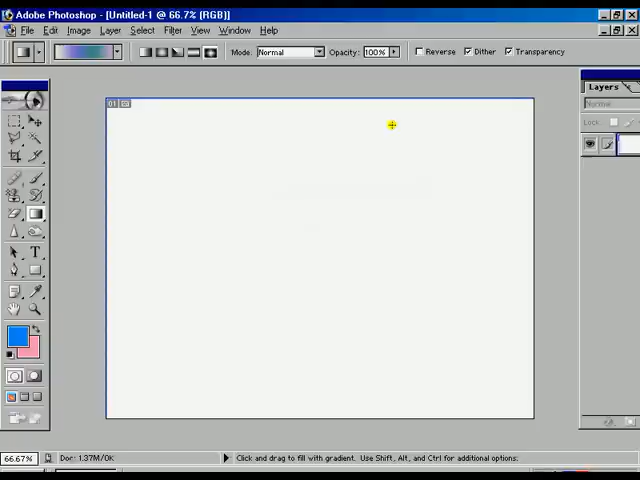 Adobe Photoshop - [Untitled-1 @ 66.7% (RGB)]
File Edit Image Layer Select Filter View Window Help
Mode: Normal Opacity: 100% Reverse Dither Transparency
Layers
Normal
Lock:
01
T
66.67% Doc: 1.37M/0K Click and drag to fill with gradient. Use Shift, Alt, and Ctrl for additional options.